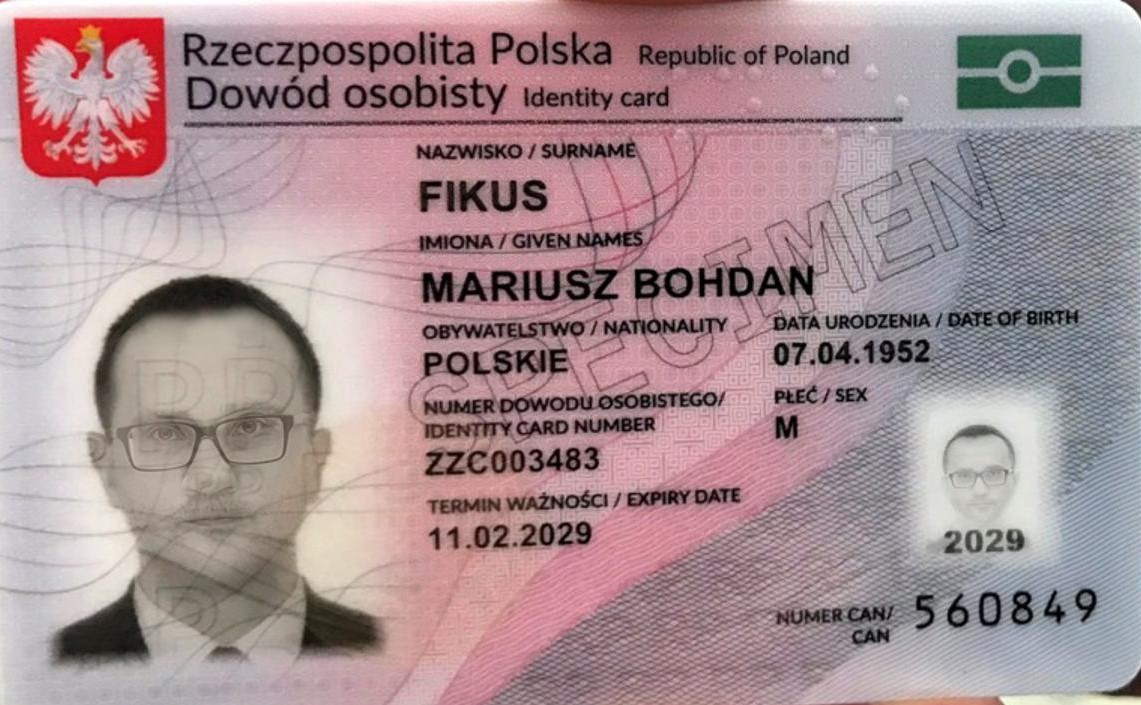 Rzeczpospolita Polska Republic of Poland
Dowód osobisty Identity card
NAZWISKO / SURNAME
FIKUS
IMIONA / GIVEN NAMES
MARIUSZ BOHDAN
OBYWATELSTWO / NATIONALITY
POLSKIE
DATA URODZENIA / DATE OF BIRTH
07.04.1952
NUMER DOWODU OSOBISTEGO/
IDENTITY CARD NUMBER
ZZC003483
PŁEĆ / SEX
M
TERMIN WAŻNOŚCI / EXPIRY DATE
11.02.2029
2029
NUMER CAN/
CAN
560849
SPECIMEN